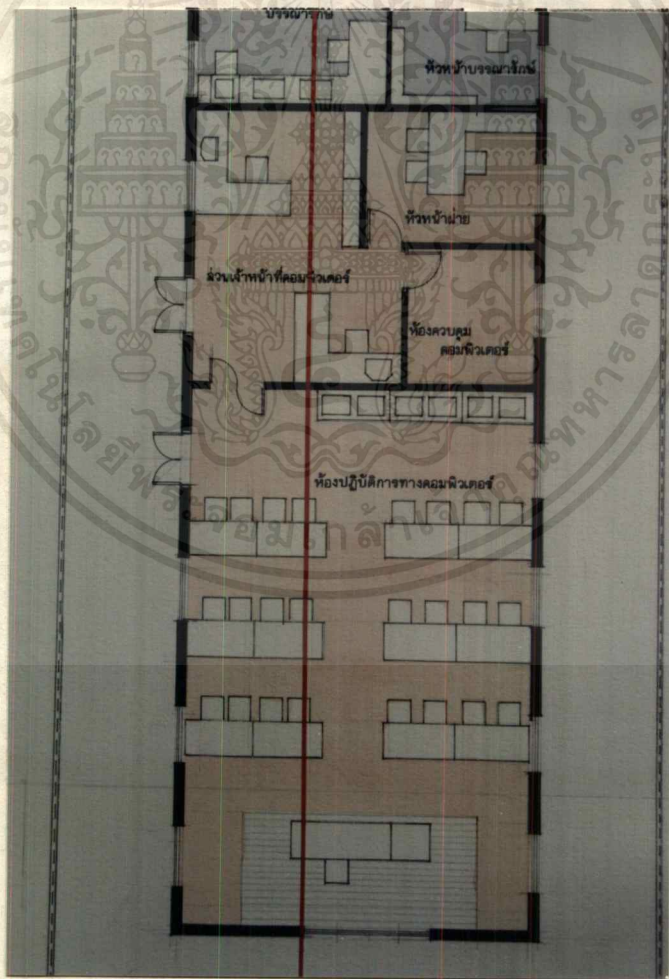 บรรณารักษ์
หัวหน้าบรรณารักษ์
หัวหน้าฝ่าย
ส่วนเจ้าหน้าที่คอมพิวเตอร์
ห้องควบคุม
คอมพิวเตอร์
ห้องปฏิบัติการทางคอมพิวเตอร์